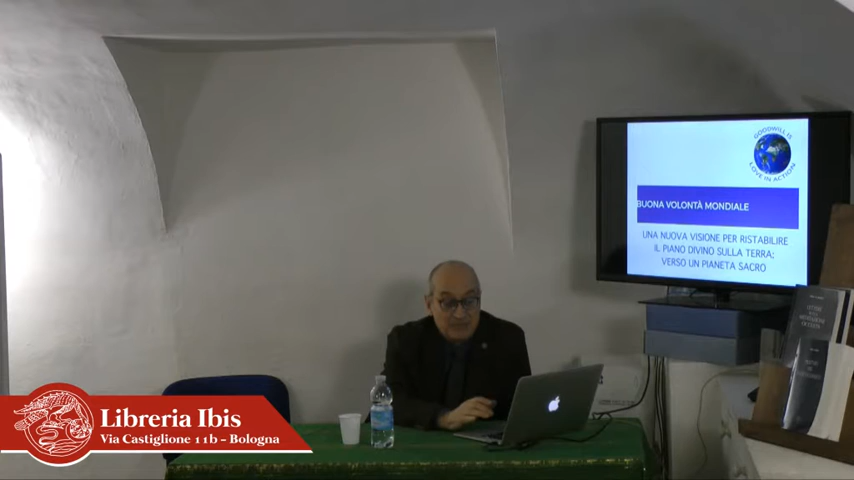 GOODWILL IS
LOVE IN ACTION
BUONA VOLONTÀ MONDIALE
UNA NUOVA VISIONE PER RISTABILIRE
IL PIANO DIVINO SULLA TERRA:
VERSO UN PIANETA SACRO
Libreria Ibis
Via Castiglione 11b - Bologna